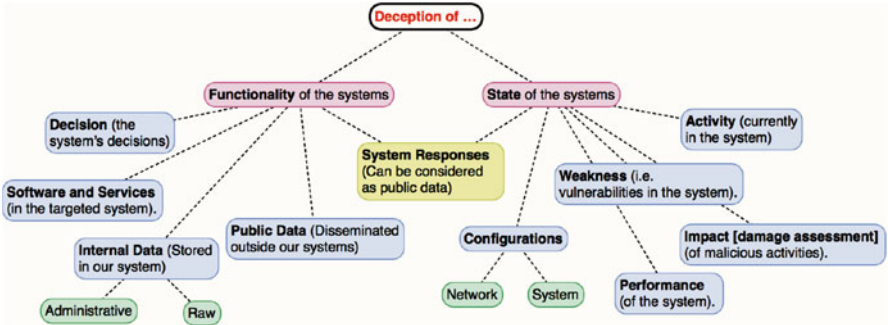 Deception of ...
Functionality of the systems
State of the systems
Decision (the
system's decisions)
System Responses
(Can be considered
as public data)
Activity (currently
in the system)
Software and Services
(in the targeted system).
Weakness (i.e.
vulnerabilities in the system).
Internal Data (Stored
in our system)
Public Data (Disseminated
outside our systems)
Configurations
Impact [damage assessment]
(of malicious activities).
Administrative
Raw
Network
System
Performance
(of the system).